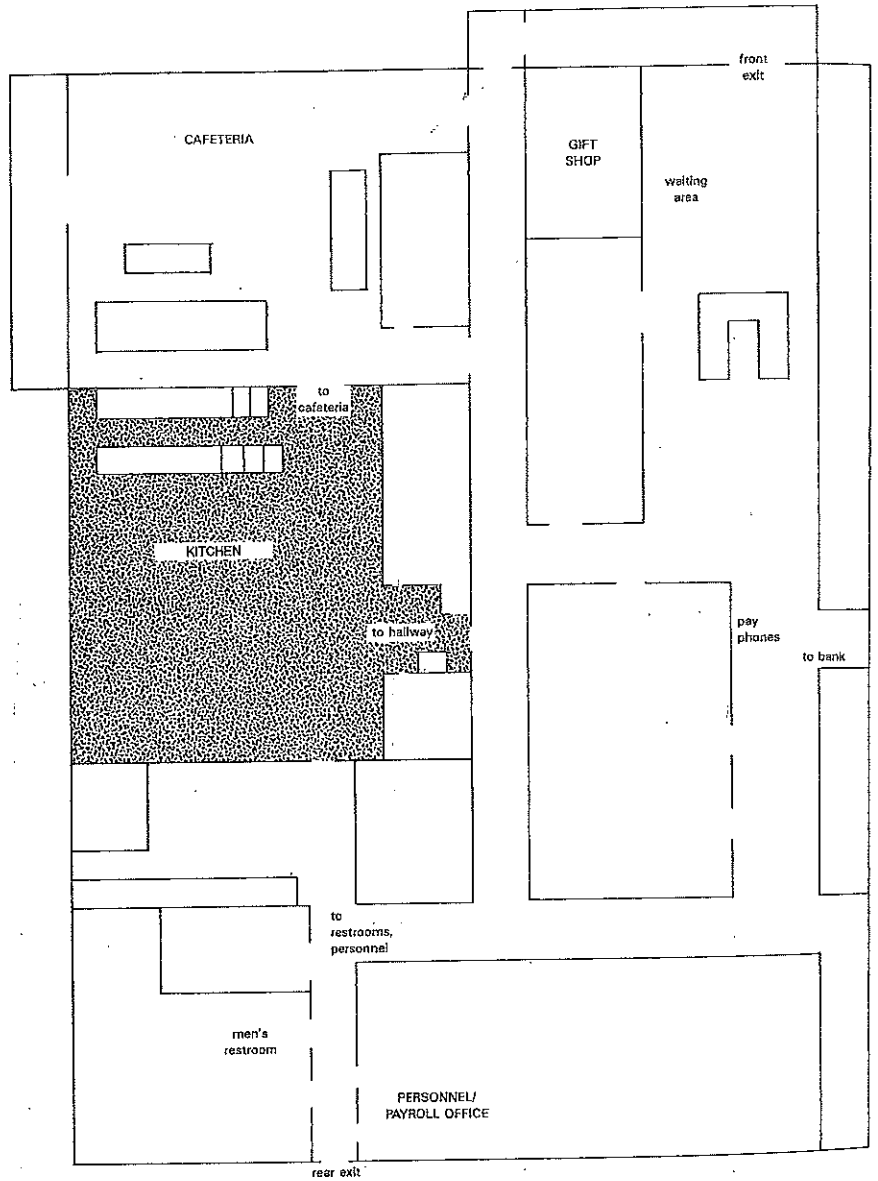 front
exit
CAFETERIA
GIFT
SHOP
waiting
area
to
cafeteria
KITCHEN
to hallway
pay
phones
to bank
to
restrooms,
personnel
men's
restroom
PERSONNEL/
PAYROLL OFFICE
rear exit